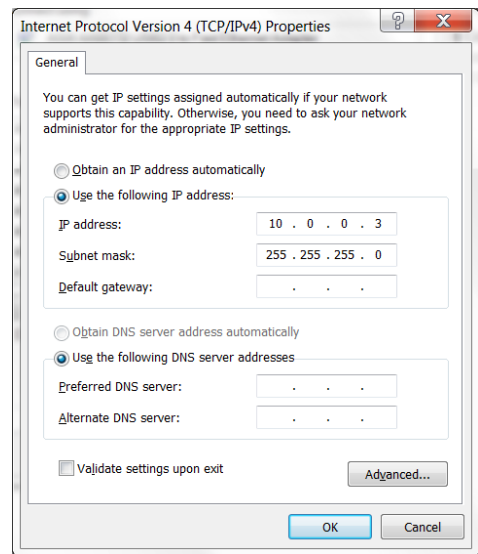 Internet Protocol Version 4 (TCP/IPv4) Properties
General
You can get IP settings assigned automatically if your network
supports this capability. Otherwise, you need to ask your network
administrator for the appropriate IP settings.
Obtain an IP address automatically
Use the following IP address:
IP address: 10 . 0 . 0 . 3
Subnet mask: 255 . 255 . 255 . 0
Default gateway: . . .
Obtain DNS server address automatically
Use the following DNS server addresses
Preferred DNS server: . . .
Alternate DNS server: . . .
Validate settings upon exit
Advanced...
OK Cancel